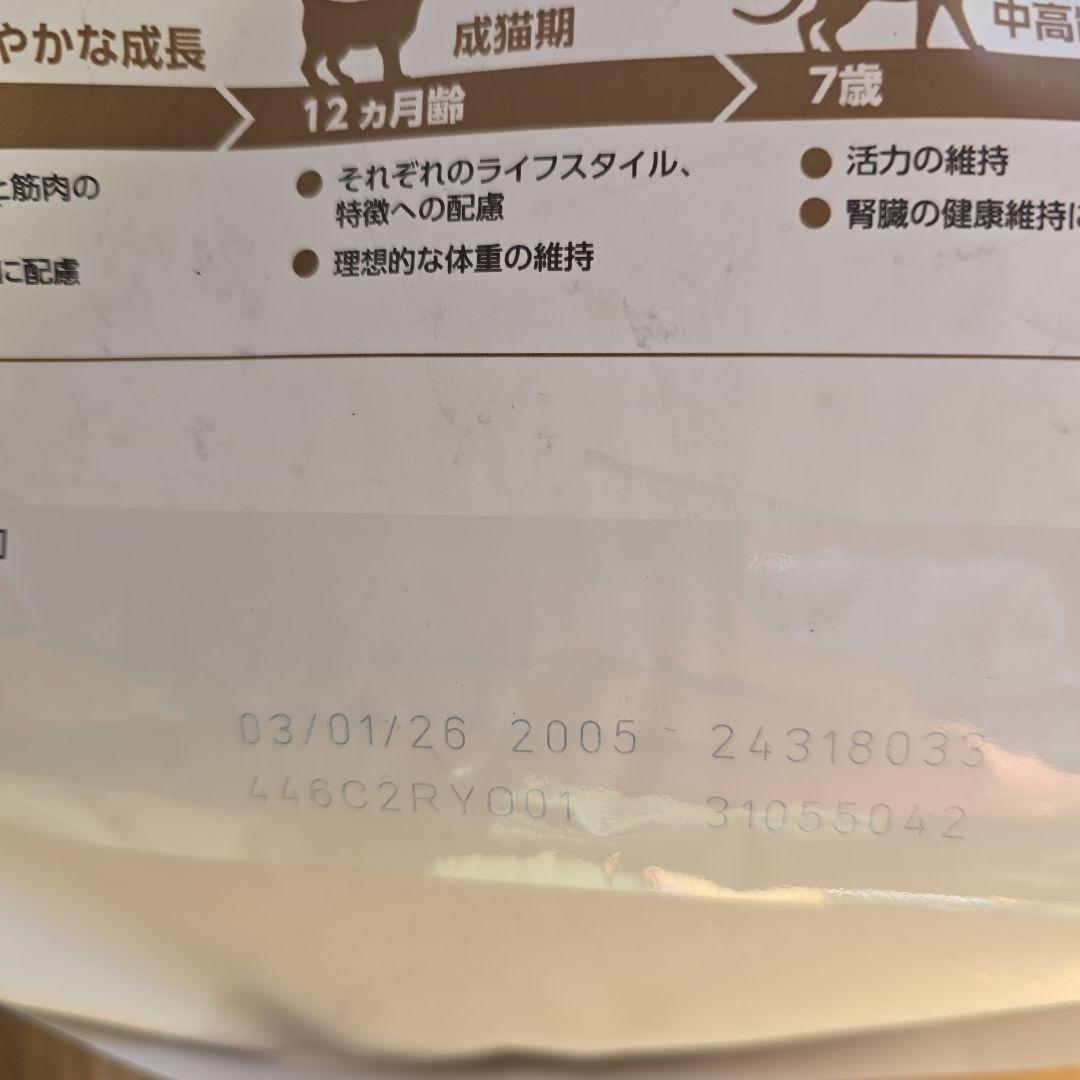 やかな成長
成猫期
中高
12ヵ月齢
7歳
と筋肉の
に配慮
● それぞれのライフスタイル、
特徴への配慮
● 理想的な体重の維持
● 活力の維持
● 腎臓の健康維持に
03/01/26 2005 24318033
446C2RY001 31055042